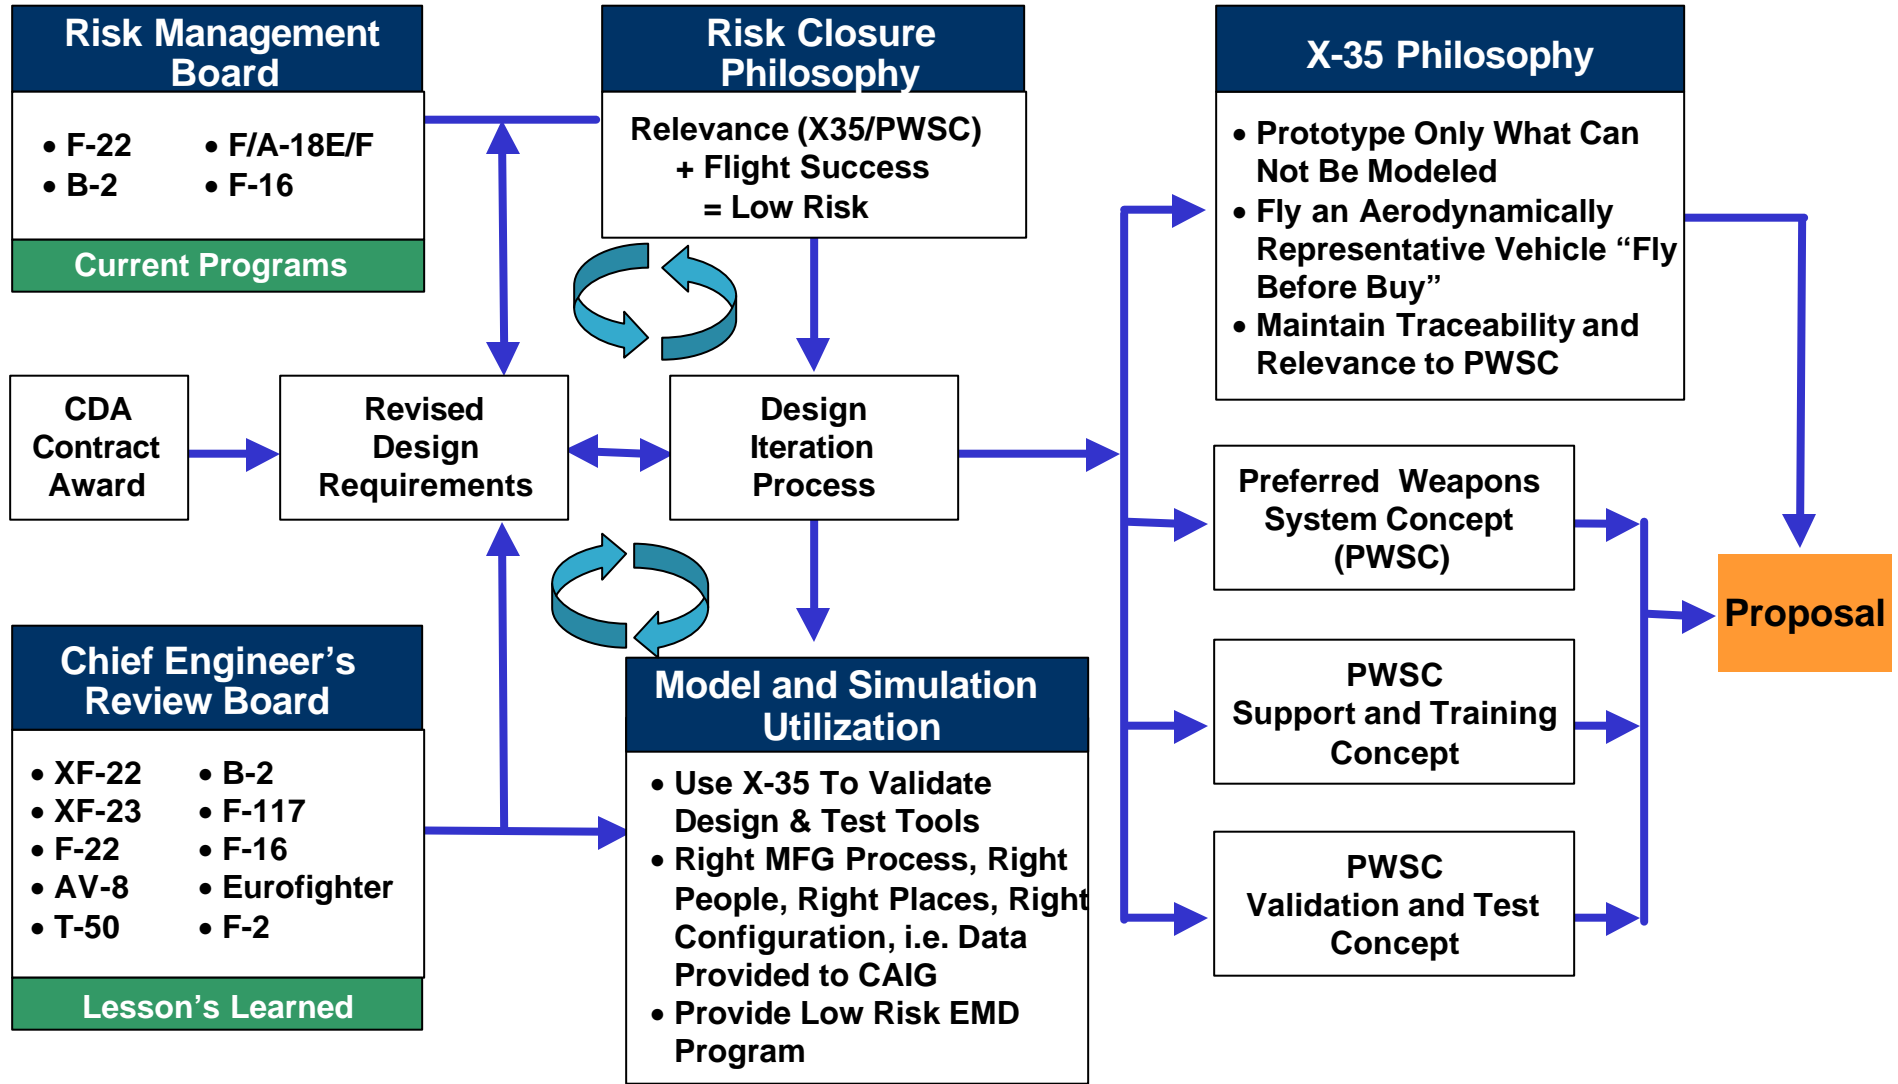 Risk Management
Board
• F-22
• B-2
• F/A-18E/F
• F-16
Current Programs
Risk Closure
Philosophy
Relevance (X35/PWSC)
+ Flight Success
= Low Risk
X-35 Philosophy
• Prototype Only What Can
Not Be Modeled
• Fly an Aerodynamically
Representative Vehicle “Fly
Before Buy”
• Maintain Traceability and
Relevance to PWSC
CDA
Contract
Award
Revised
Design
Requirements
Design
Iteration
Process
Preferred Weapons
System Concept
(PWSC)
PWSC
Support and Training
Concept
PWSC
Validation and Test
Concept
Proposal
Chief Engineer’s
Review Board
• XF-22
• XF-23
• F-22
• AV-8
• T-50
• B-2
• F-117
• F-16
• Eurofighter
• F-2
Lesson’s Learned
Model and Simulation
Utilization
• Use X-35 To Validate
Design & Test Tools
• Right MFG Process, Right
People, Right Places, Right
Configuration, i.e. Data
Provided to CAIG
• Provide Low Risk EMD
Program